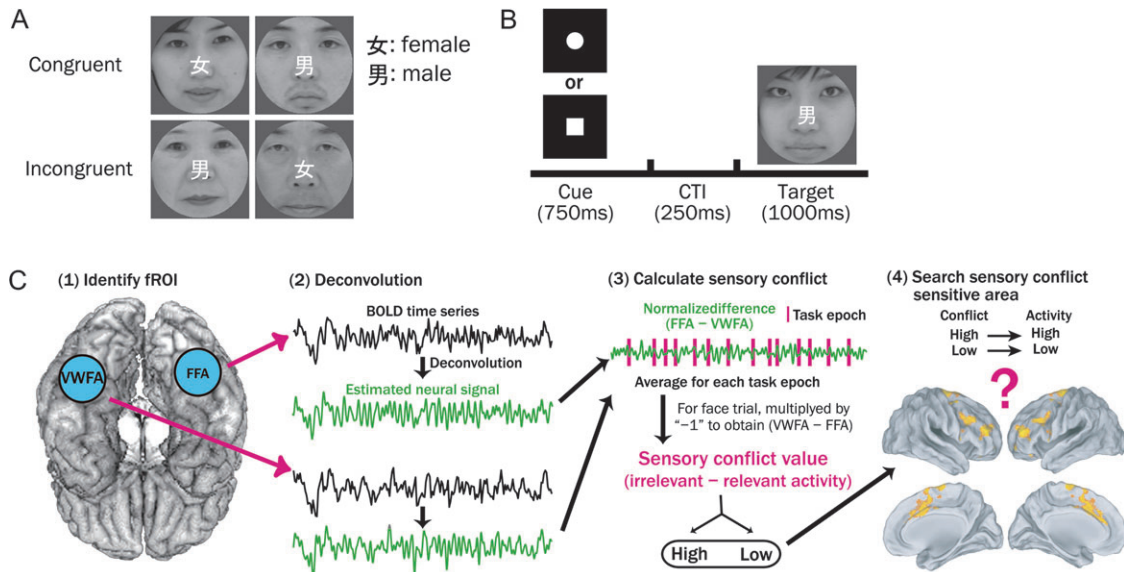 A
Congruent
女
男
女: female
男: male
Incongruent
男
女
B
or
男
Cue
(750ms)
CTI
(250ms)
Target
(1000ms)
C
(1) Identify fROI
VWFA
FFA
(2) Deconvolution
BOLD time series
Deconvolution
Estimated neural signal
(3) Calculate sensory conflict
Normalizedifference
(FFA – VWFA)
Task epoch
Average for each task epoch
For face trial, multiplyed by
“−1” to obtain (VWFA – FFA)
Sensory conflict value
(irrelevant – relevant activity)
High Low
(4) Search sensory conflict
sensitive area
Conflict Activity
High High
Low Low
?